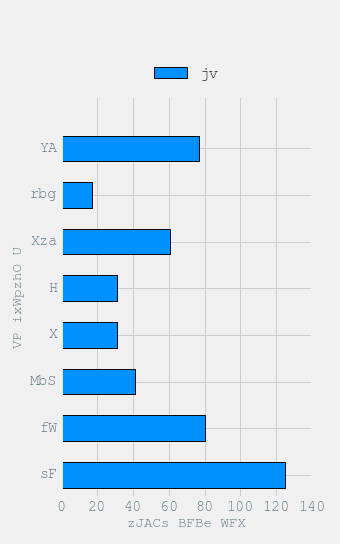 jv
YA
rbg
Xza
H
X
MbS
fW
sF
VP ixWpzhO U
0 20 40 60 80 100 120 140
zJACs BFBe WFX